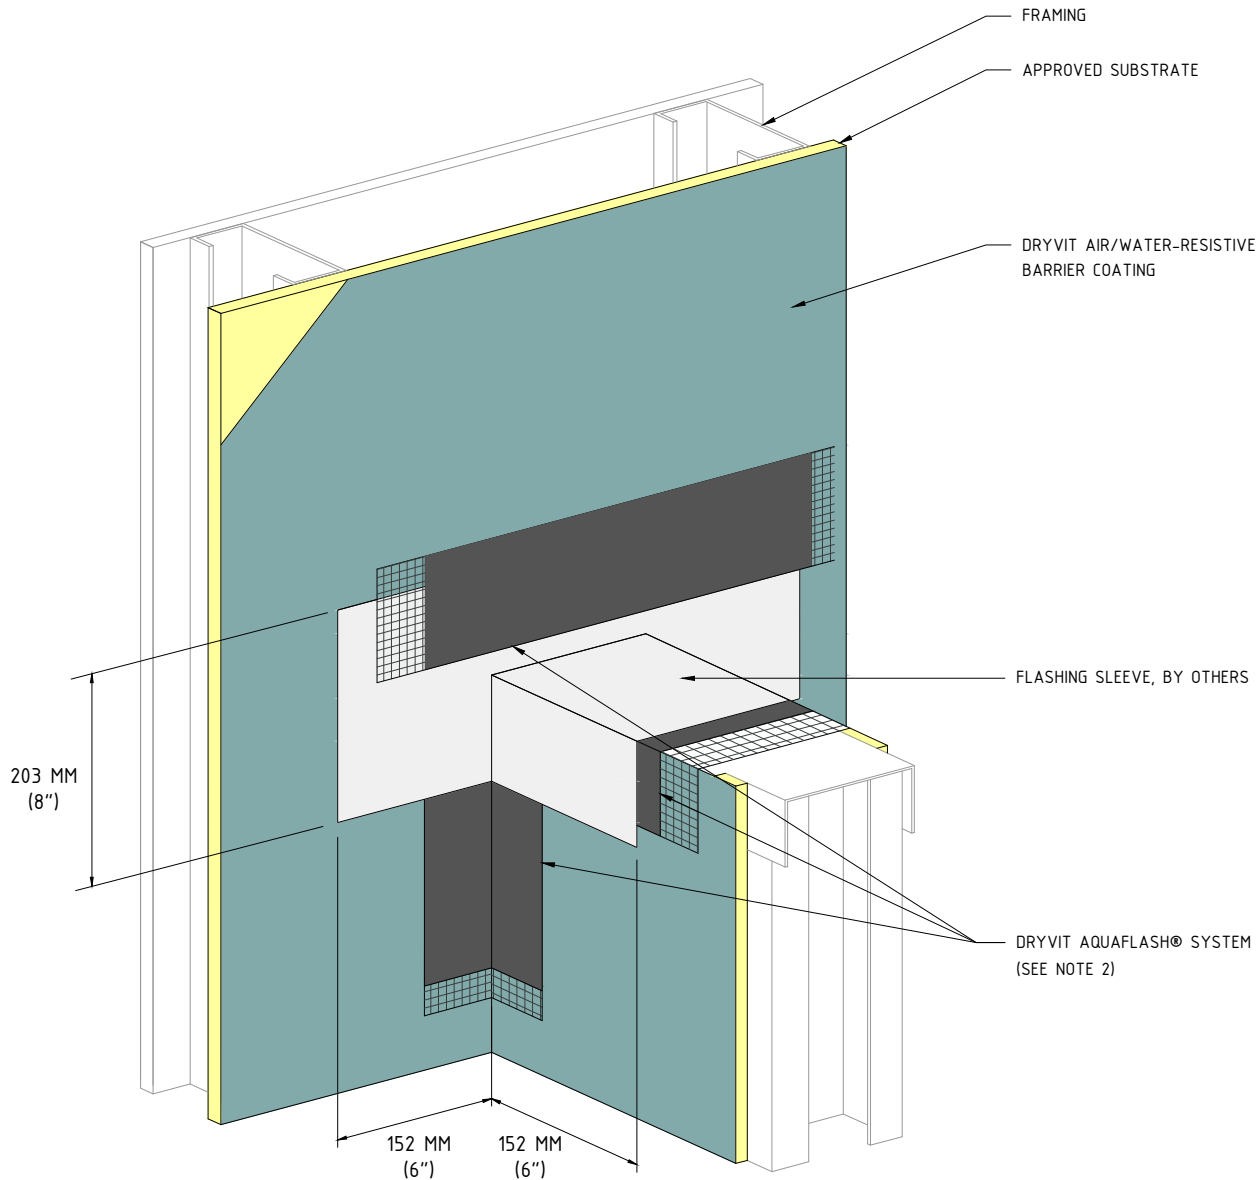 FRAMING
APPROVED SUBSTRATE
DRYVIT AIR/WATER-RESISTIVE
BARRIER COATING
FLASHING SLEEVE, BY OTHERS
203 MM
(8")
DRYVIT AQUAFLASH® SYSTEM
(SEE NOTE 2)
152 MM
(6")
152 MM
(6")